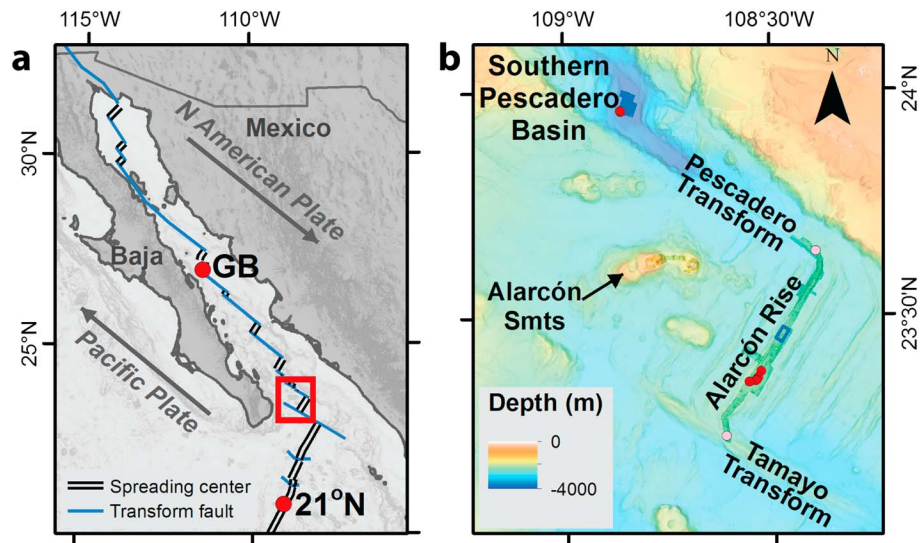 115°W
110°W
a
30°N
25°N
N American Plate
Mexico
Baja
GB
Pacific Plate
Spreading center
Transform fault
21°N
109°W
108°30'W
b
24°N
23°30'N
N
Southern
Pescadero
Basin
Pescadero
Transform
Alarcón
Smts
Alarcón Rise
Depth (m)
0
-4000
Tamayo
Transform